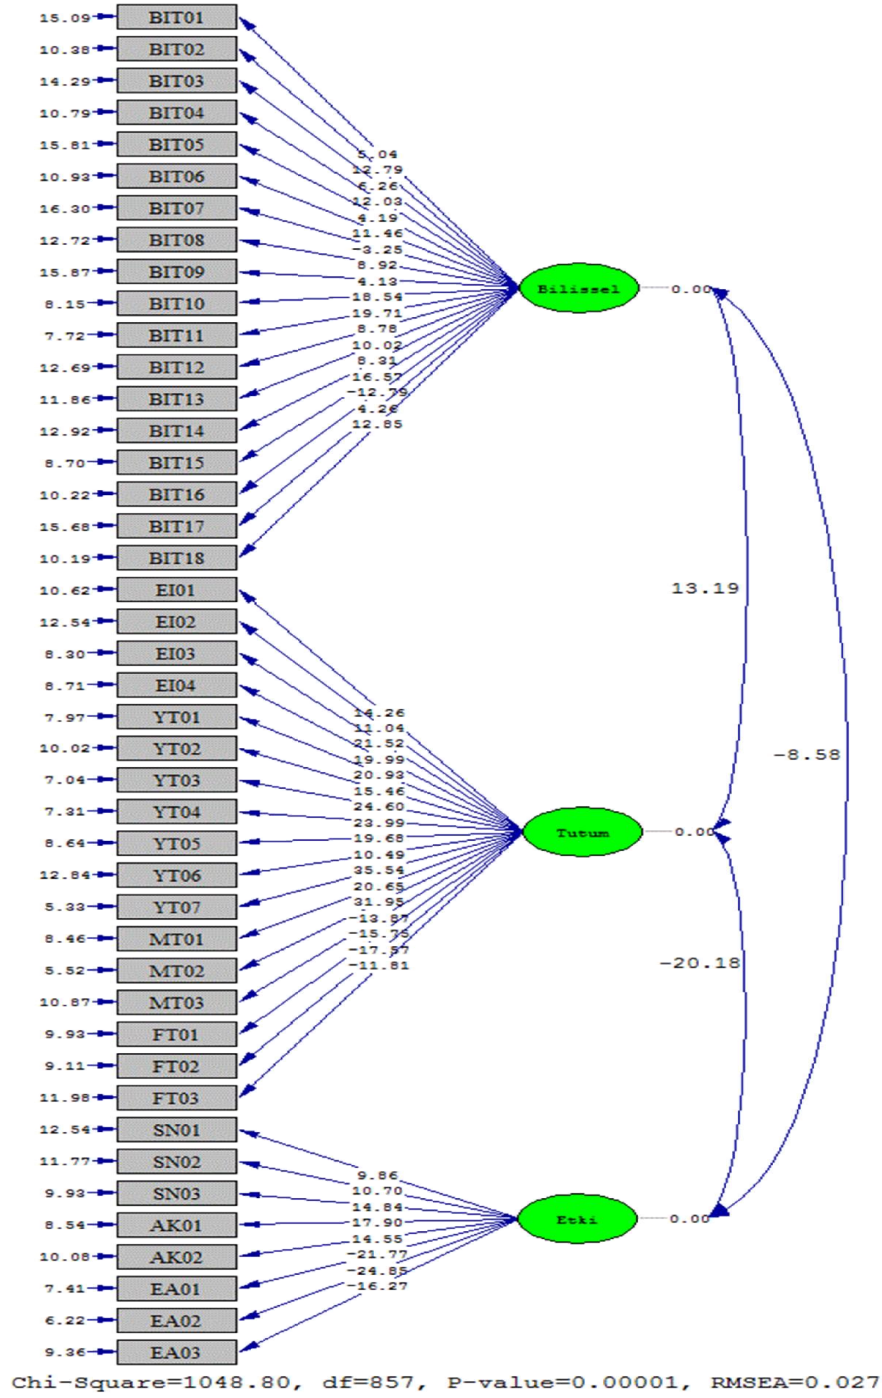 15.09 BIT01
10.38 BIT02
14.29 BIT03
10.79 BIT04
15.81 BIT05
10.93 BIT06
16.30 BIT07
12.72 BIT08
15.87 BIT09
8.15 BIT10
7.72 BIT11
12.69 BIT12
11.86 BIT13
12.92 BIT14
8.70 BIT15
10.22 BIT16
15.68 BIT17
10.19 BIT18
10.62 EI01
12.54 EI02
8.30 EI03
8.71 EI04
7.97 YT01
10.02 YT02
7.04 YT03
7.31 YT04
8.64 YT05
12.84 YT06
5.33 YT07
8.46 MT01
5.52 MT02
10.87 MT03
9.93 FT01
9.11 FT02
11.98 FT03
12.54 SN01
11.77 SN02
9.93 SN03
8.54 AK01
10.08 AK02
7.41 EA01
6.22 EA02
9.36 EA03
5.04
12.79
6.26
12.03
4.19
11.46
-3.25
8.92
4.13
18.54
19.71
8.78
10.02
8.31
16.57
-12.79
4.26
12.85
14.26
11.04
21.52
19.99
20.93
15.46
24.60
23.99
19.68
10.49
35.54
20.65
31.95
-13.87
-15.75
-17.57
-11.81
9.86
10.70
14.84
17.90
14.55
-21.77
-24.85
-16.27
Bilissel 0.00
Tutum 0.00
Etki 0.00
13.19
-8.58
-20.18
Chi-Square=1048.80, df=857, P-value=0.00001, RMSEA=0.027